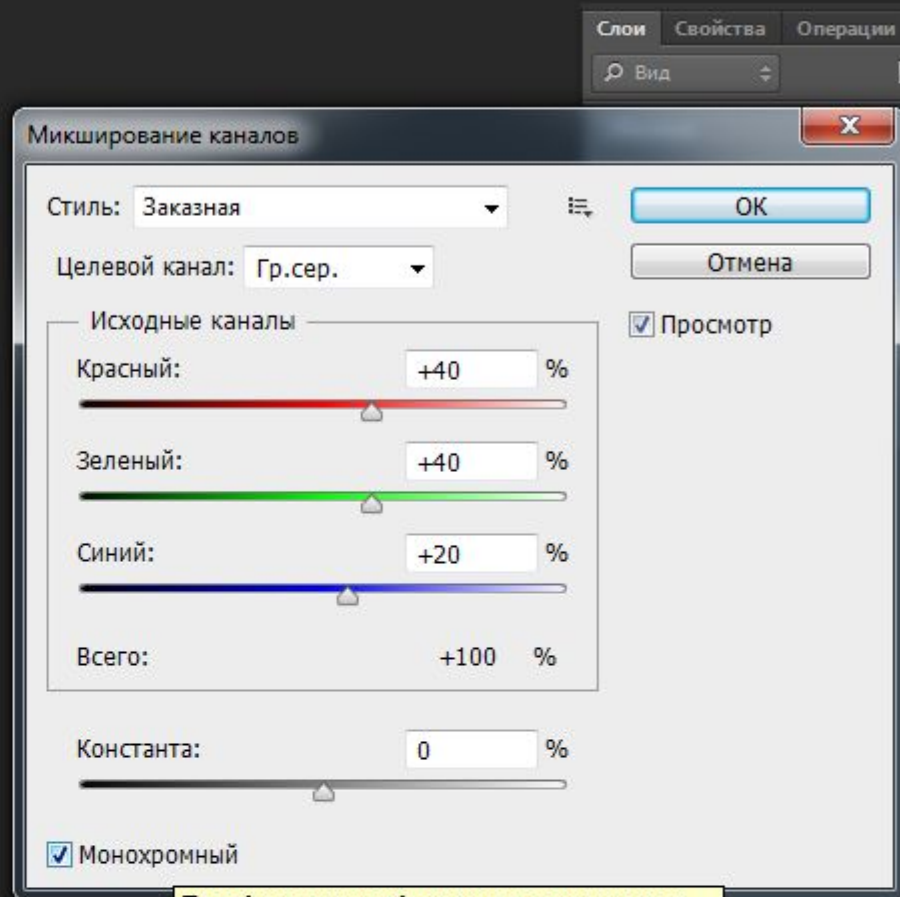 Слои Свойства Операции
Вид
Микширование каналов
Стиль: Заказная
OK
Целевой канал: Гр.сер.
Отмена
Исходные каналы
Просмотр
Красный: +40 %
Зеленый: +40 %
Синий: +20 %
Всего: +100 %
Константа: 0 %
Монохромный